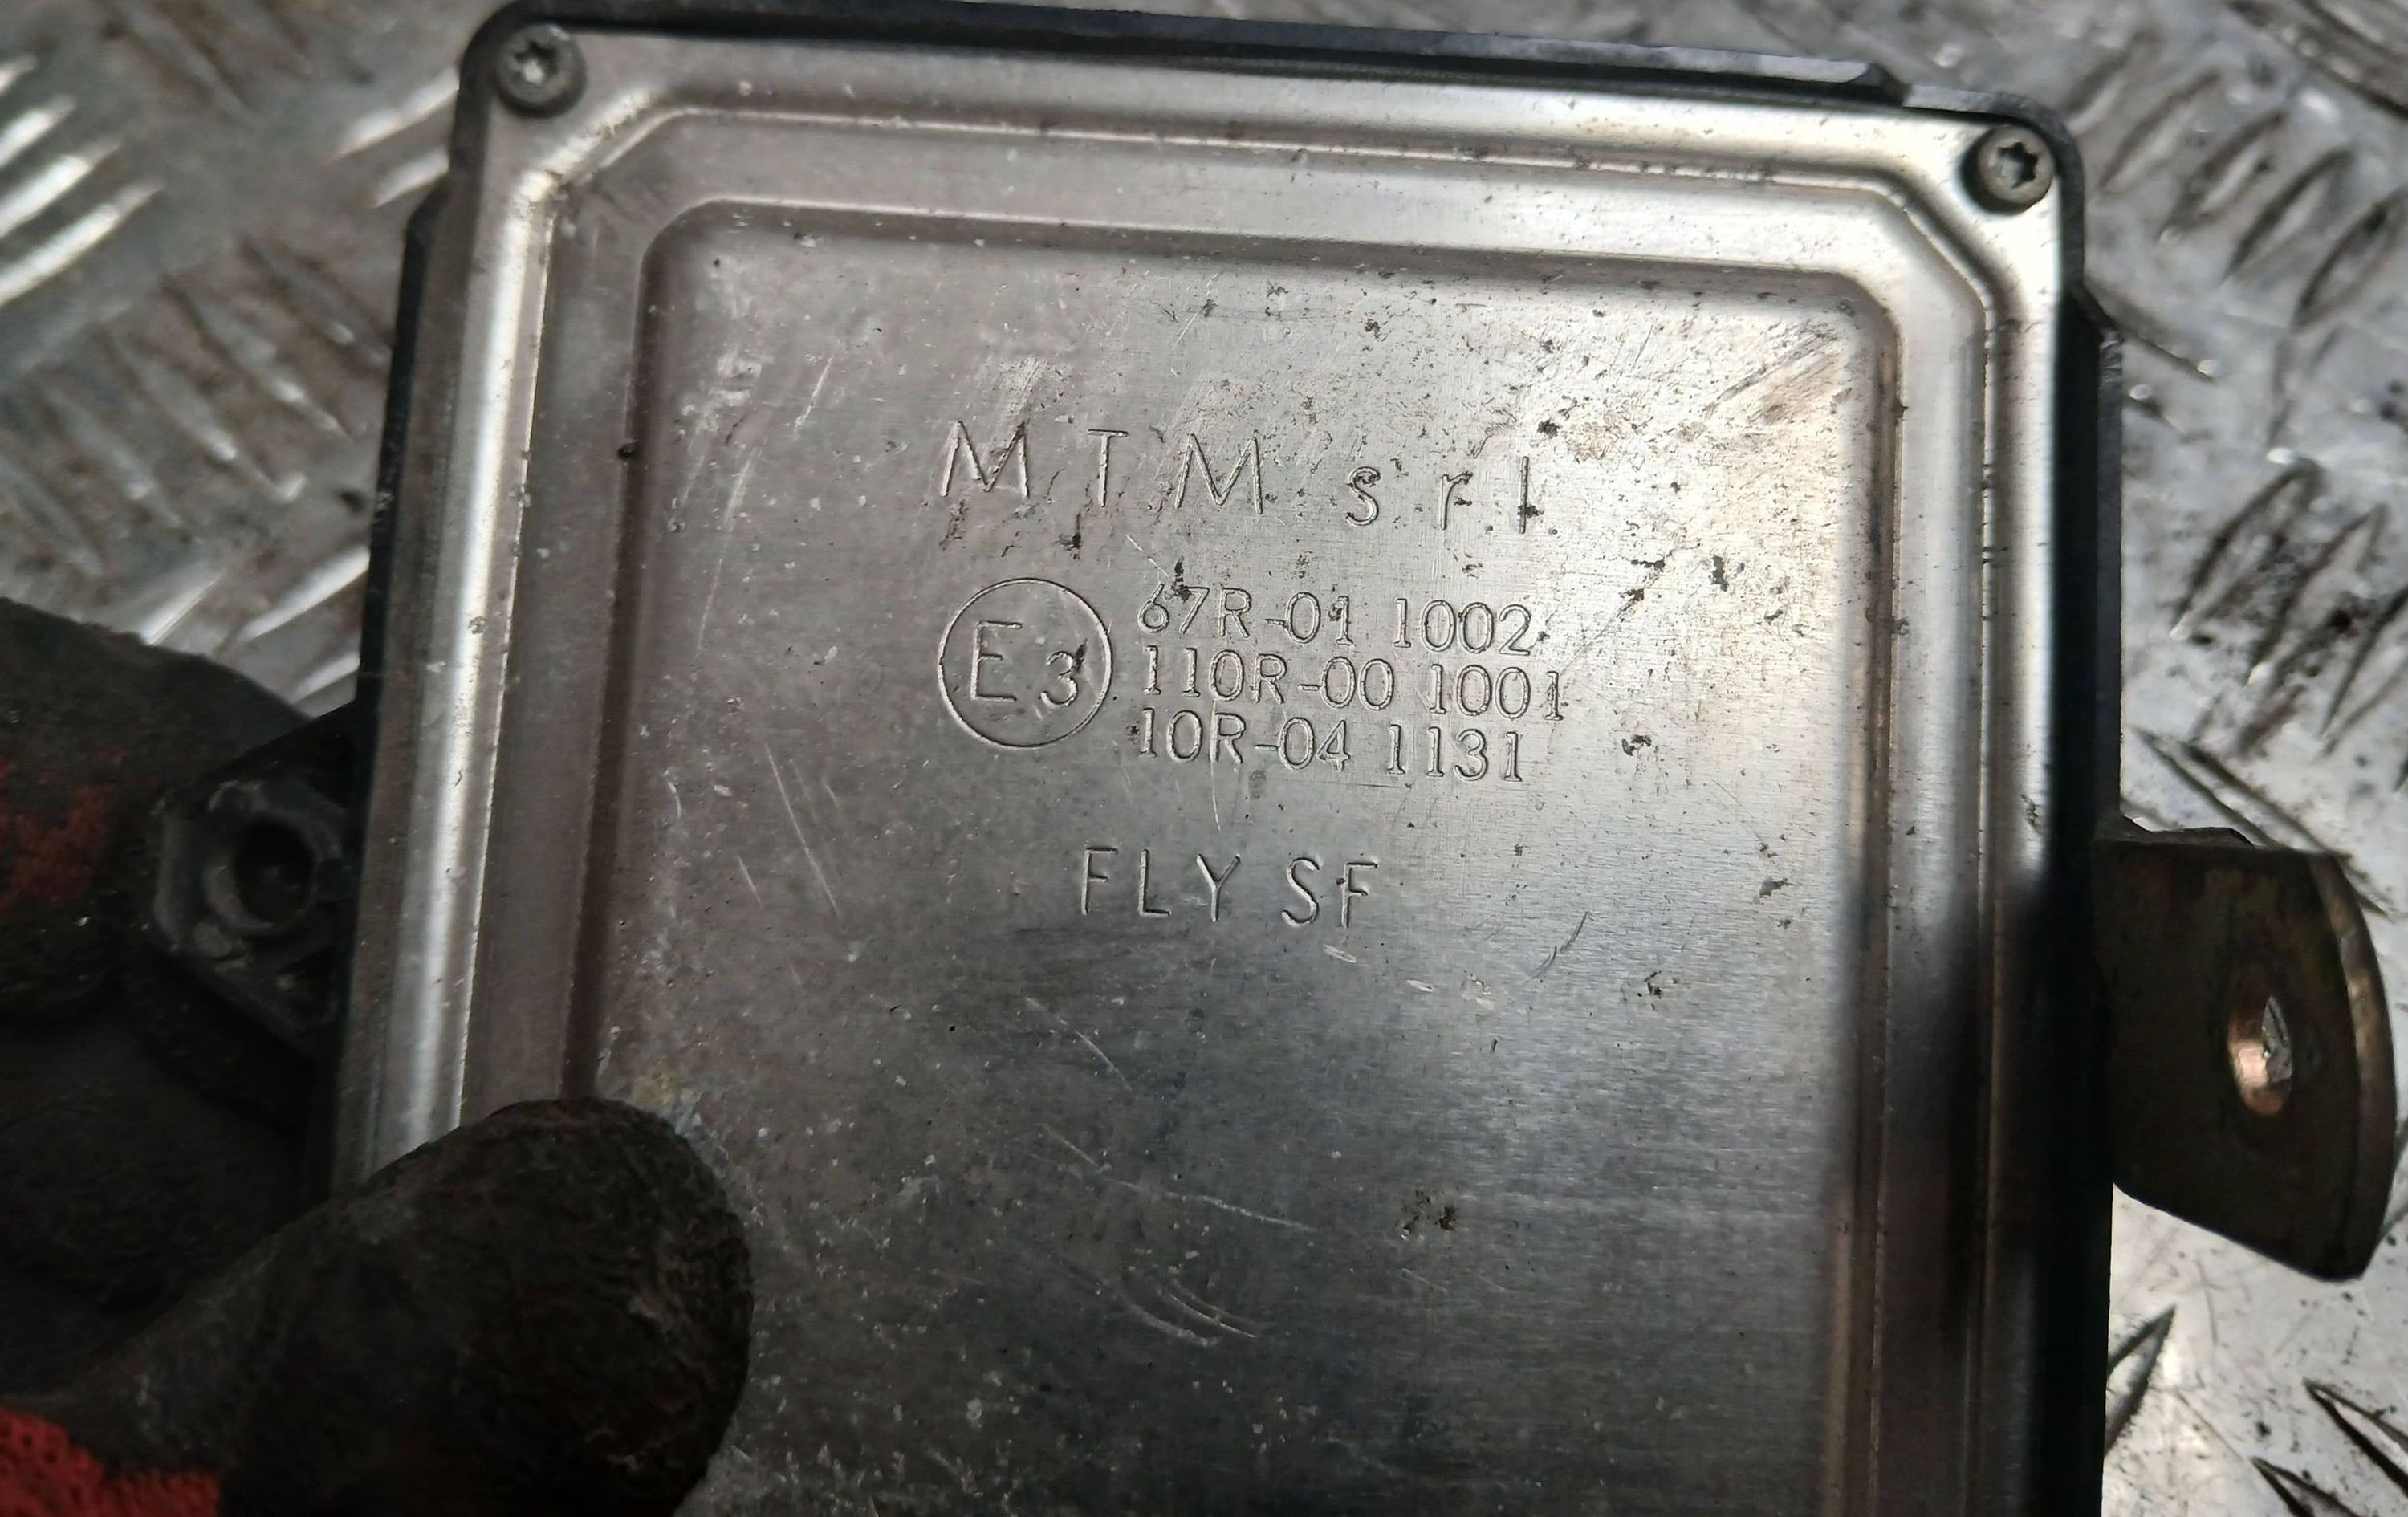 MTM srl
E3
67R-01 1002
110R-00 1001
10R-04 1131
FLY SF